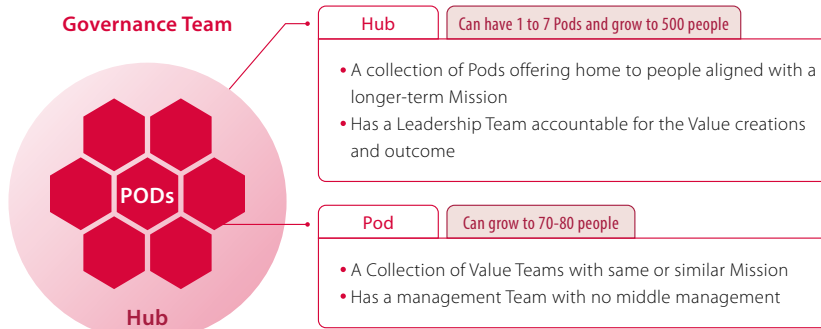 Governance Team
PODs
Hub
Hub
Can have 1 to 7 Pods and grow to 500 people
• A collection of Pods offering home to people aligned with a
longer-term Mission
• Has a Leadership Team accountable for the Value creations
and outcome
Pod
Can grow to 70-80 people
• A Collection of Value Teams with same or similar Mission
• Has a management Team with no middle management